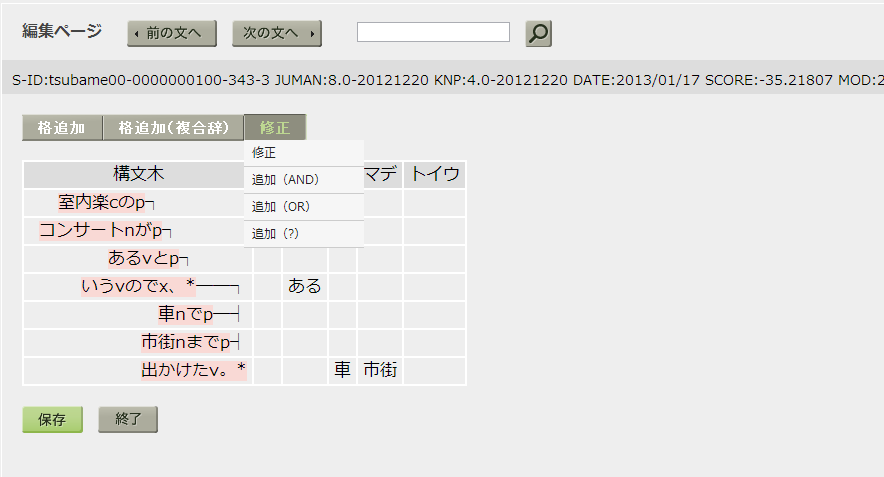 編集ページ 前の文へ 次の文へ
S-ID:tsubame00-0000000100-343-3 JUMAN:8.0-20121220 KNP:4.0-20121220 DATE:2013/01/17 SCORE:-35.21807 MOD:2
格追加 格追加(複合辞) 修正
修正
追加（AND）
追加（OR）
追加（?）
構文木 マデ トイウ
室内楽cのp┐
コンサートnがp┐
あるvとp┐
いうvのでx、*───┐ ある
車nでp──┤
市街nまでp┤
出かけたv。* 車 市街
保存 終了